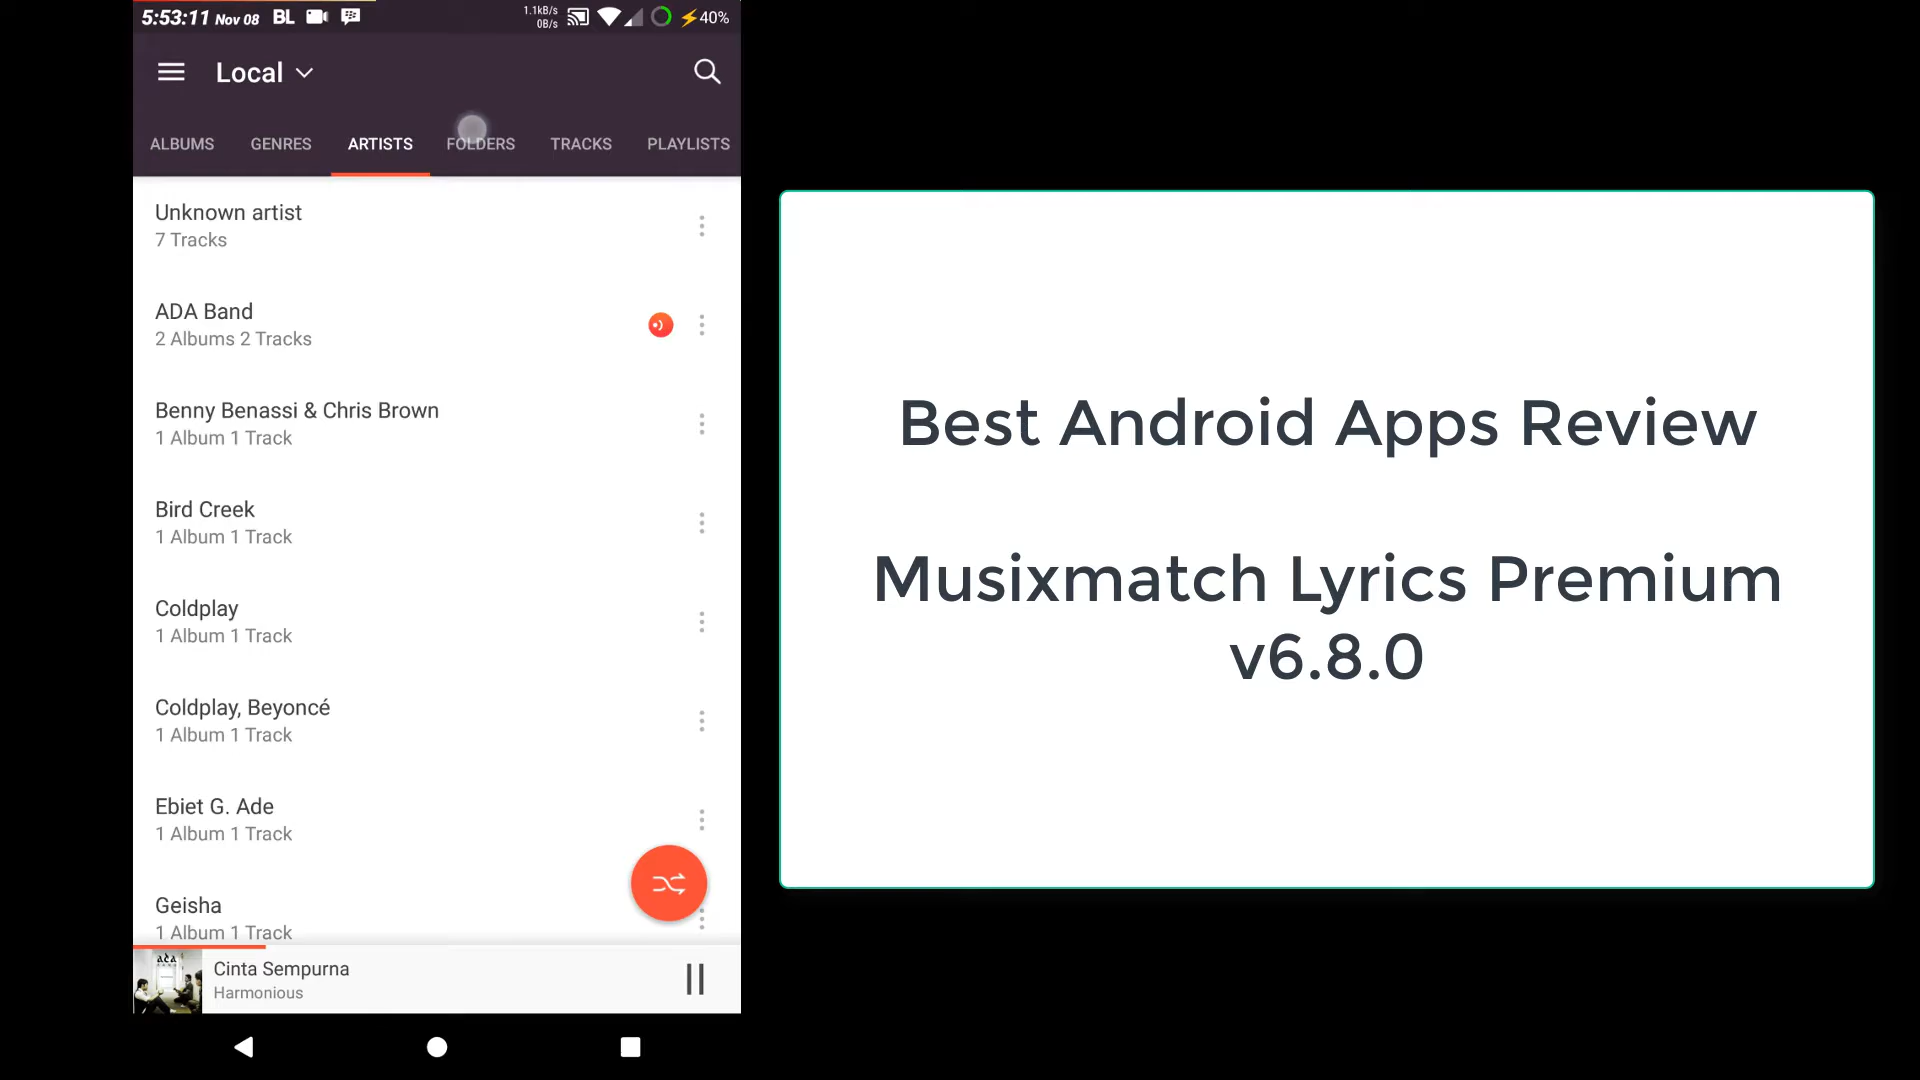 5:53:11 Nov 08 BL 1.1kB/s 0B/s 40%
Local
ALBUMS GENRES ARTISTS FOLDERS TRACKS PLAYLISTS
Unknown artist
7 Tracks
ADA Band
2 Albums 2 Tracks
Benny Benassi & Chris Brown
1 Album 1 Track
Bird Creek
1 Album 1 Track
Coldplay
1 Album 1 Track
Coldplay, Beyoncé
1 Album 1 Track
Ebiet G. Ade
1 Album 1 Track
Geisha
1 Album 1 Track
ada
Cinta Sempurna
Harmonious
Best Android Apps Review
Musixmatch Lyrics Premium
v6.8.0